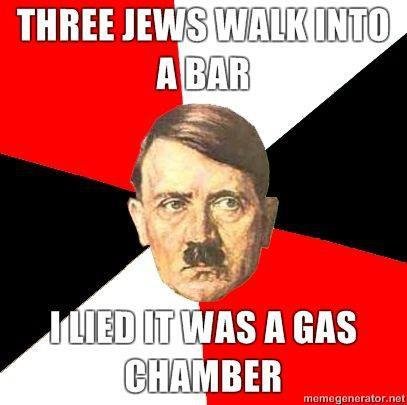 THREE JEWS WALK INTO
A BAR
I LIED IT WAS A GAS
CHAMBER
memegenerator.net